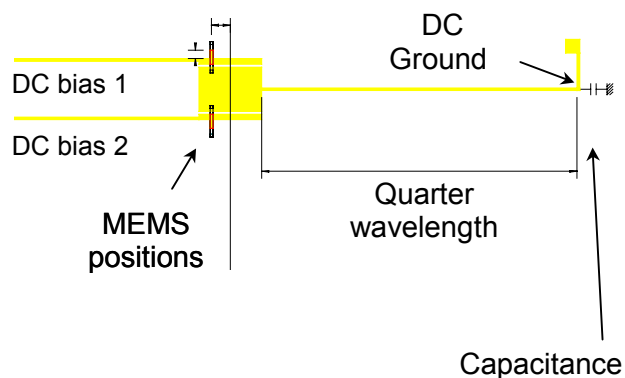 DC
Ground
DC bias 1
DC bias 2
MEMS
positions
Quarter
wavelength
Capacitance